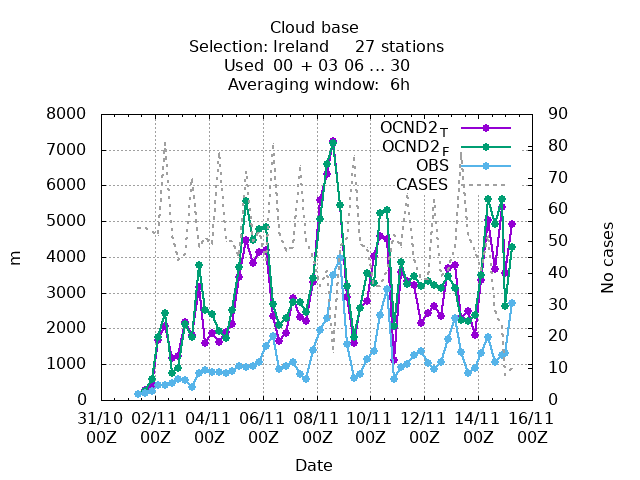 Cloud base
Selection: Ireland 27 stations
Used 00 + 03 06 ... 30
Averaging window: 6h
8000
7000
6000
5000
4000
3000
2000
1000
0
m
90
80
70
60
50
40
30
20
10
0
No cases
OCND2T
OCND2F
OBS
CASES
31/10 02/11 04/11 06/11 08/11 10/11 12/11 14/11 16/11
00Z 00Z 00Z 00Z 00Z 00Z 00Z 00Z 00Z
Date